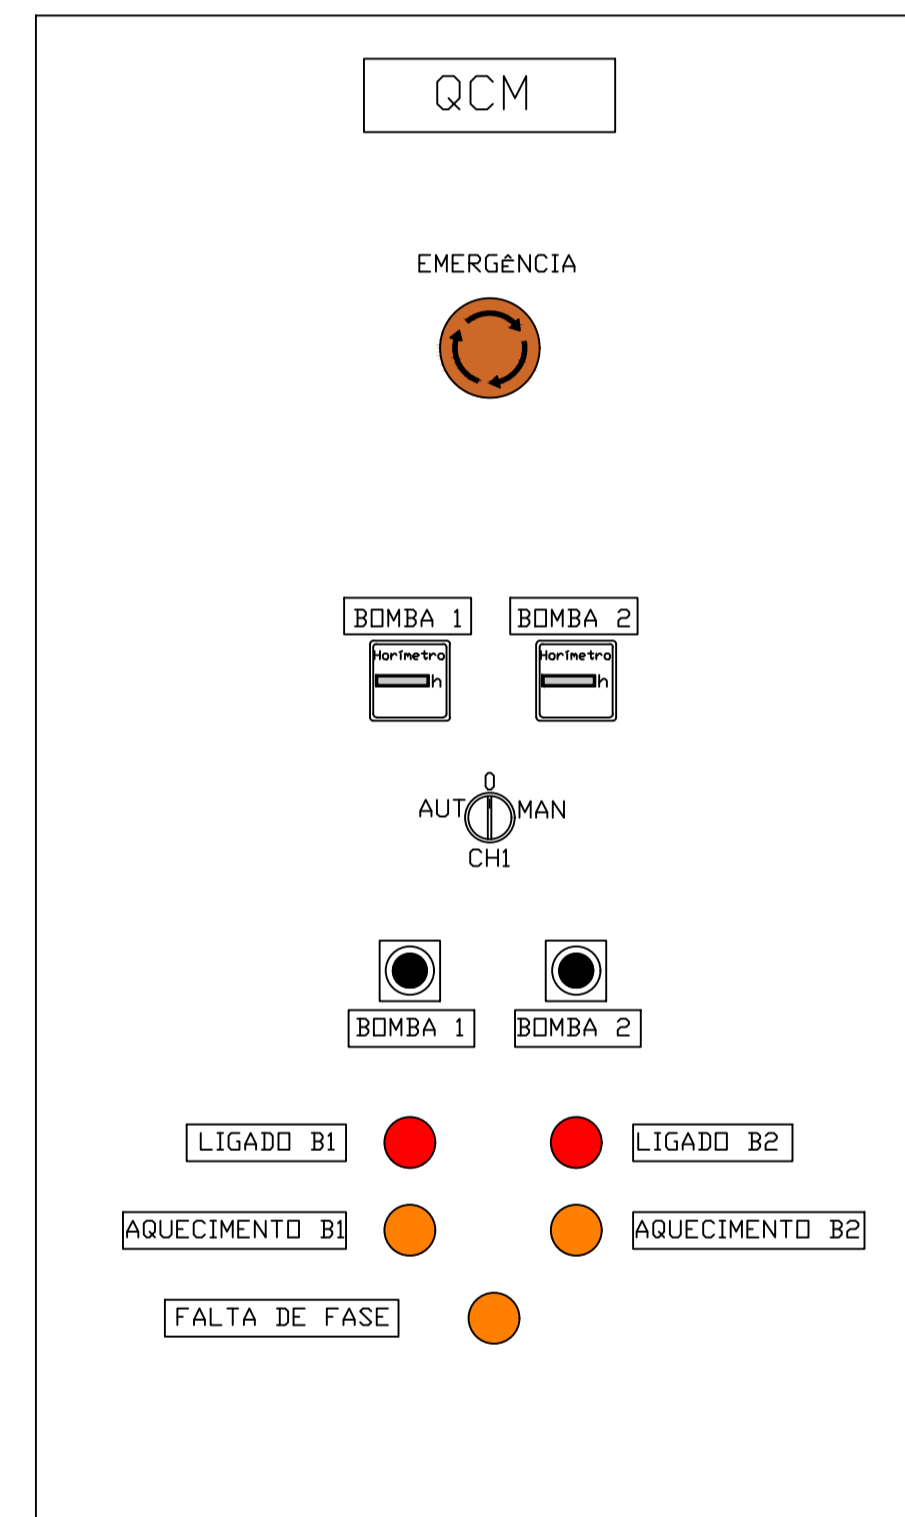 QCM
EMERGÊNCIA
BOMBA 1 BOMBA 2
Horímetro Horímetro
h h
0
AUT MAN
CH1
BOMBA 1 BOMBA 2
LIGADO B1 LIGADO B2
AQUECIMENTO B1 AQUECIMENTO B2
FALTA DE FASE